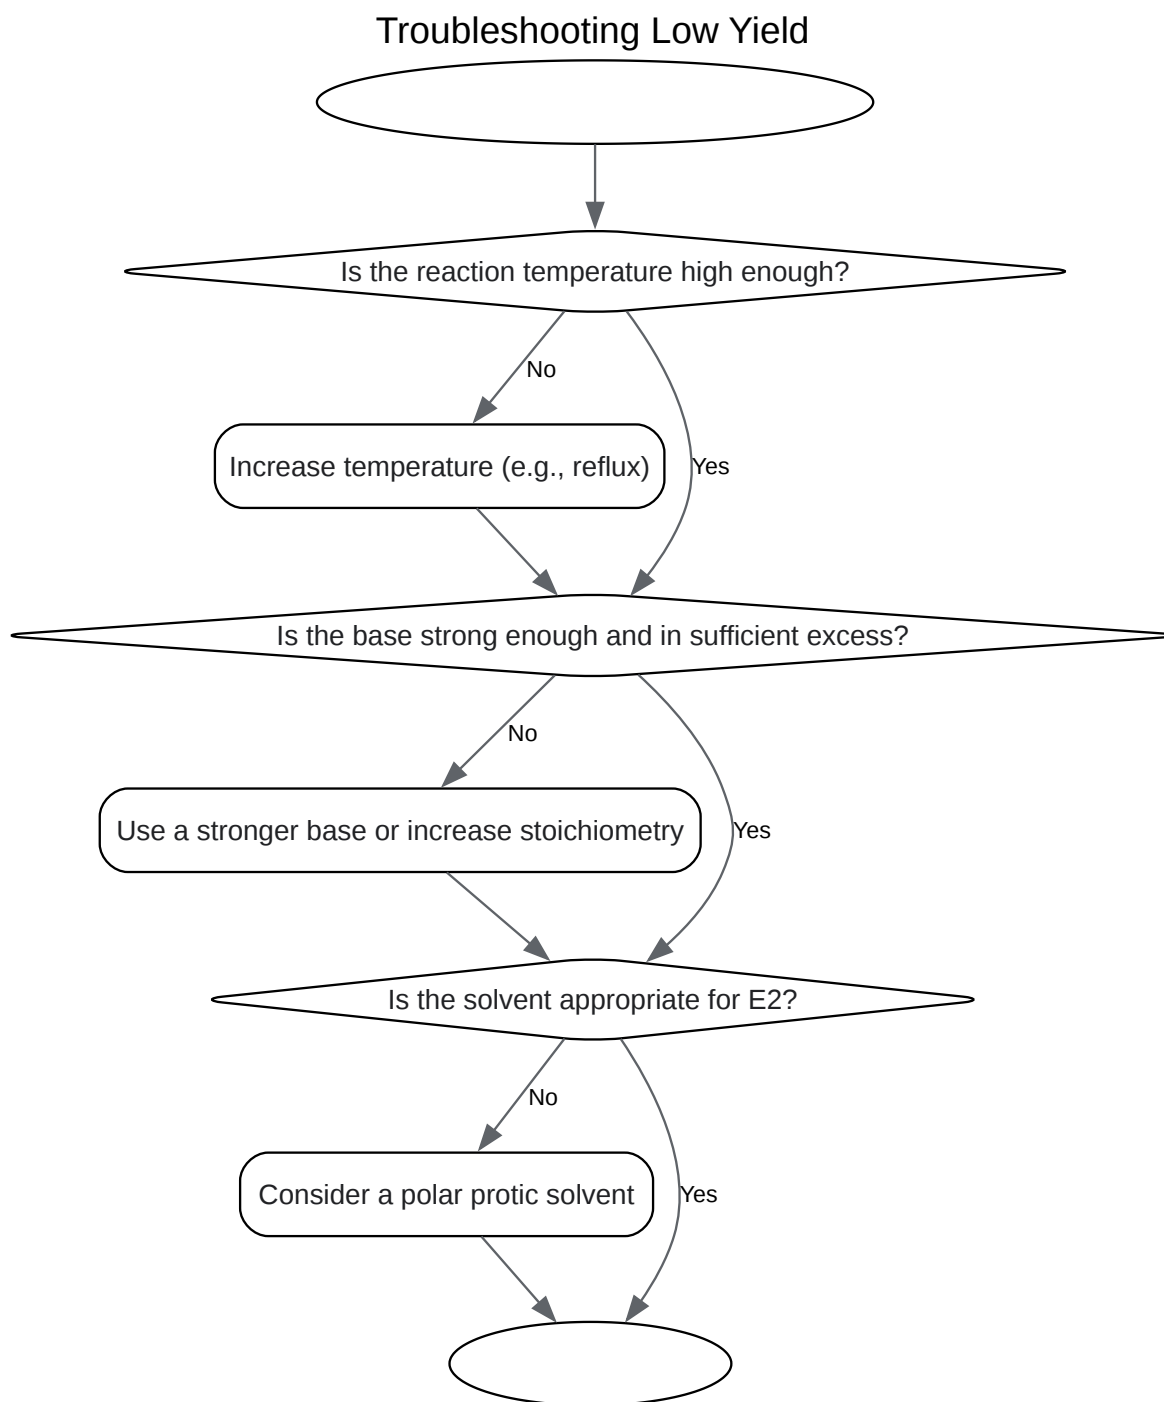 Troubleshooting Low Yield
Is the reaction temperature high enough?
No
Increase temperature (e.g., reflux)
Yes
Is the base strong enough and in sufficient excess?
No
Use a stronger base or increase stoichiometry
Yes
Is the solvent appropriate for E2?
No
Consider a polar protic solvent
Yes